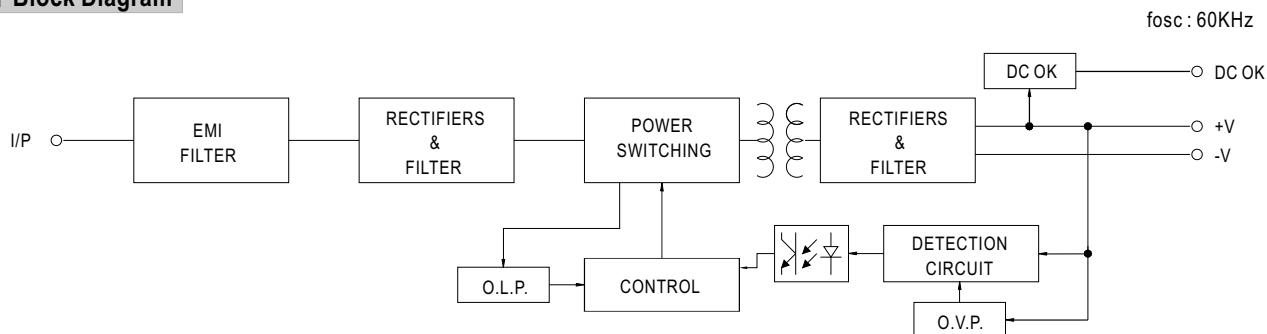 Block Diagram
fosc : 60KHz
DC OK
DC OK
I/P
EMI
FILTER
RECTIFIERS
&
FILTER
POWER
SWITCHING
RECTIFIERS
&
FILTER
+V
-V
O.L.P.
CONTROL
DETECTION
CIRCUIT
O.V.P.